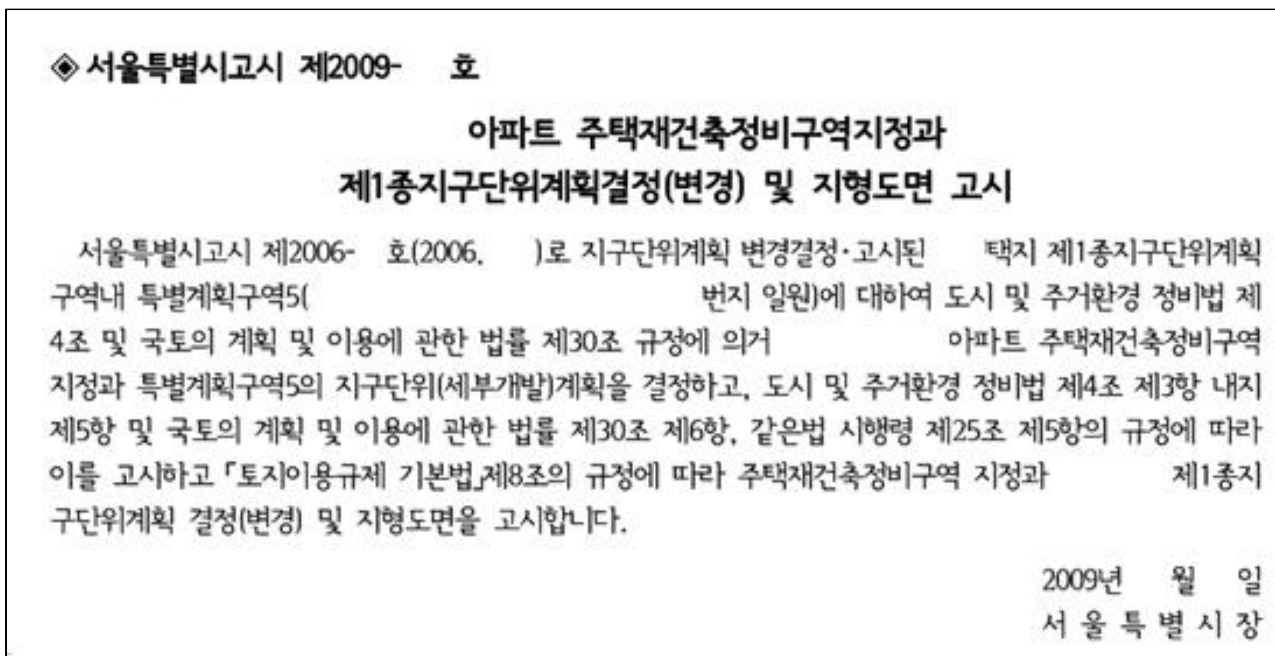 ◈ 서울특별시고시 제2009- 호
아파트 주택재건축정비구역지정과
제1종지구단위계획결정(변경) 및 지형도면 고시
서울특별시고시 제2006- 호(2006. )로 지구단위계획 변경결정·고시된 택지 제1종지구단위계획
구역내 특별계획구역5( 번지 일원)에 대하여 도시 및 주거환경 정비법 제
4조 및 국토의 계획 및 이용에 관한 법률 제30조 규정에 의거 아파트 주택재건축정비구역
지정과 특별계획구역5의 지구단위(세부개발)계획을 결정하고, 도시 및 주거환경 정비법 제4조 제3항 내지
제5항 및 국토의 계획 및 이용에 관한 법률 제30조 제6항, 같은법 시행령 제25조 제5항의 규정에 따라
이를 고시하고 「토지이용규제 기본법」제8조의 규정에 따라 주택재건축정비구역 지정과 제1종지
구단위계획 결정(변경) 및 지형도면을 고시합니다.
2009년 월 일
서 울 특 별 시 장